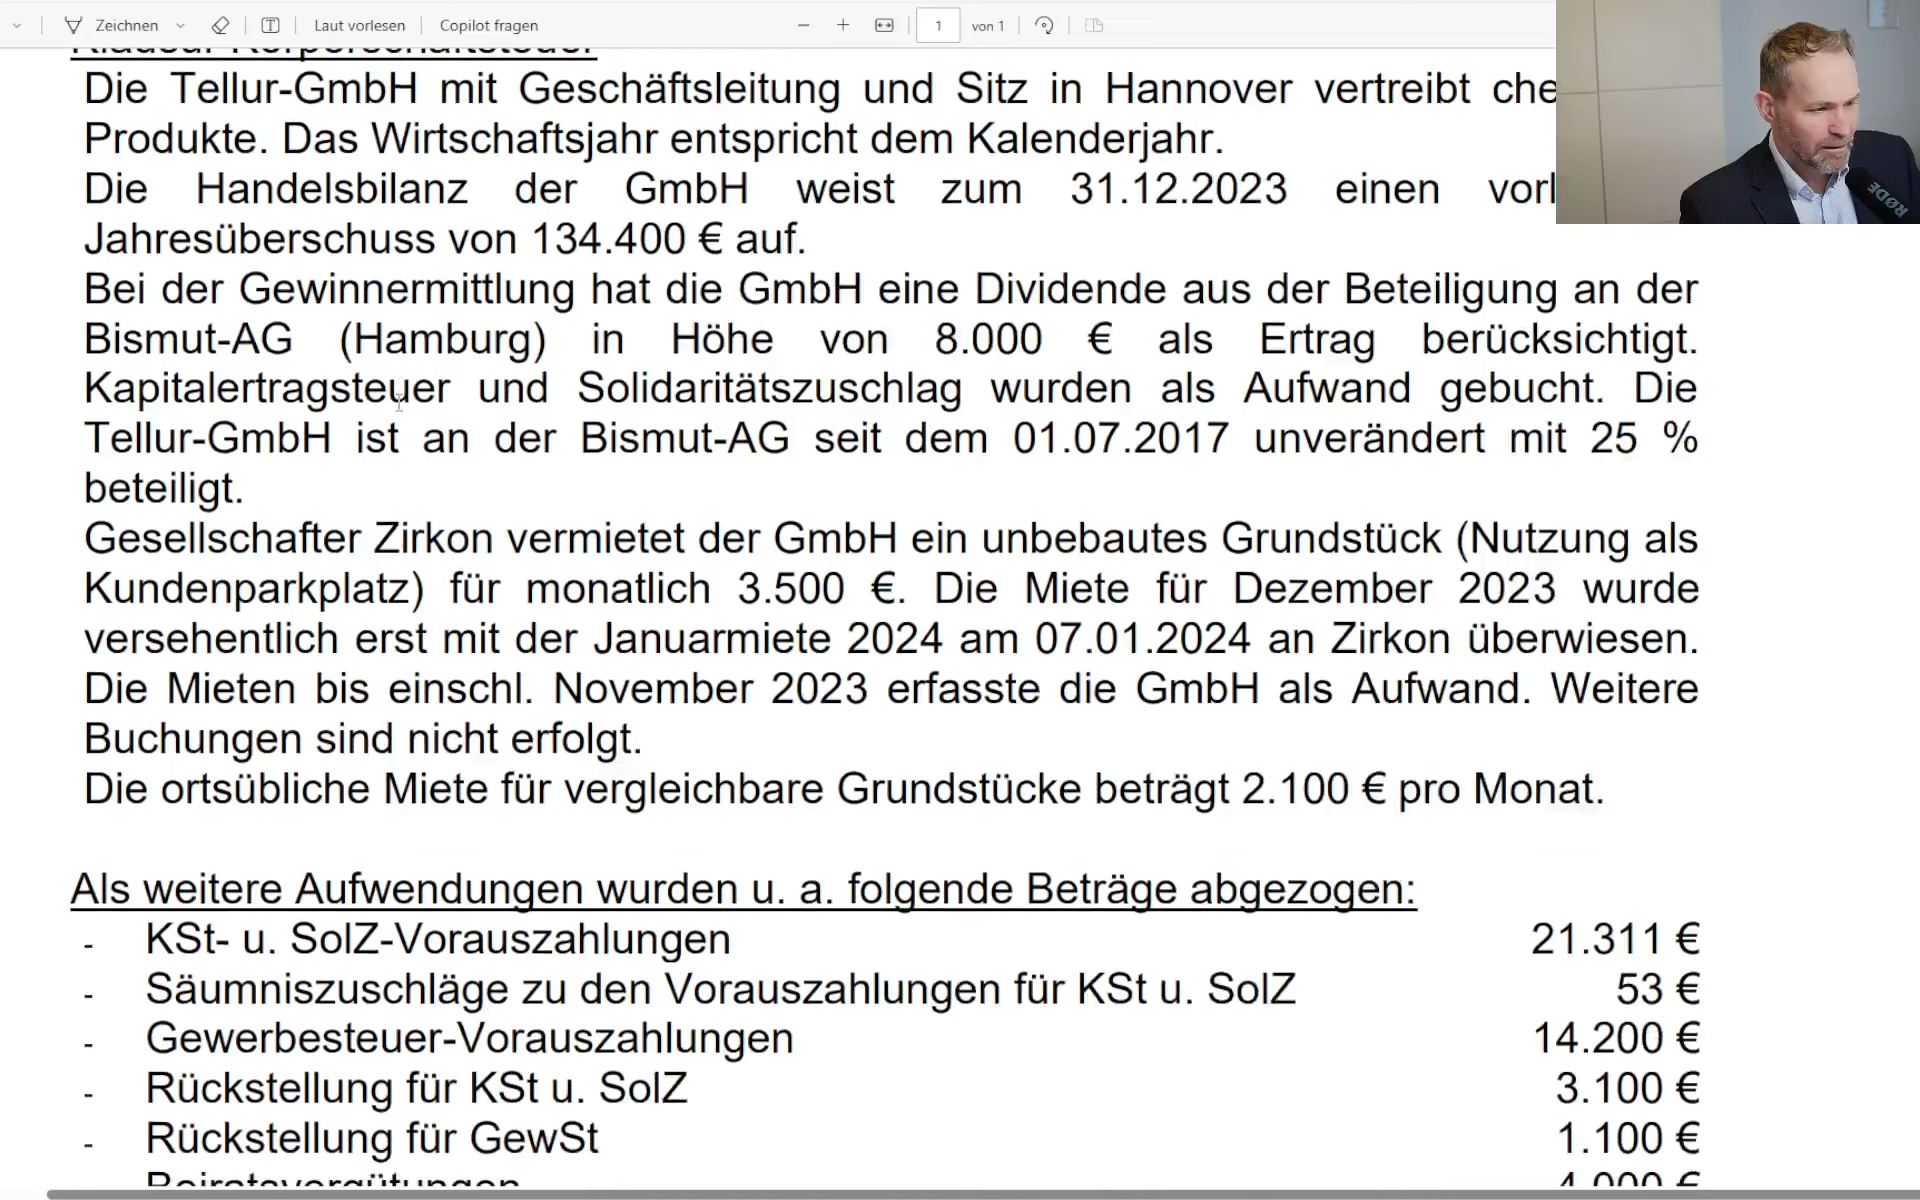 Zeichnen
Laut vorlesen
Copilot fragen
1
von 1
Klausur Körperschaftsteuer
Die Tellur-GmbH mit Geschäftsleitung und Sitz in Hannover vertreibt che
Produkte. Das Wirtschaftsjahr entspricht dem Kalenderjahr.
Die Handelsbilanz der GmbH weist zum 31.12.2023 einen vorl
Jahresüberschuss von 134.400 € auf.
Bei der Gewinnermittlung hat die GmbH eine Dividende aus der Beteiligung an der
Bismut-AG (Hamburg) in Höhe von 8.000 € als Ertrag berücksichtigt.
Kapitalertragsteuer und Solidaritätszuschlag wurden als Aufwand gebucht. Die
Tellur-GmbH ist an der Bismut-AG seit dem 01.07.2017 unverändert mit 25 %
beteiligt.
Gesellschafter Zirkon vermietet der GmbH ein unbebautes Grundstück (Nutzung als
Kundenparkplatz) für monatlich 3.500 €. Die Miete für Dezember 2023 wurde
versehentlich erst mit der Januarmiete 2024 am 07.01.2024 an Zirkon überwiesen.
Die Mieten bis einschl. November 2023 erfasste die GmbH als Aufwand. Weitere
Buchungen sind nicht erfolgt.
Die ortsübliche Miete für vergleichbare Grundstücke beträgt 2.100 € pro Monat.
Als weitere Aufwendungen wurden u. a. folgende Beträge abgezogen:
- KSt- u. SolZ-Vorauszahlungen 21.311 €
- Säumniszuschläge zu den Vorauszahlungen für KSt u. SolZ 53 €
- Gewerbesteuer-Vorauszahlungen 14.200 €
- Rückstellung für KSt u. SolZ 3.100 €
- Rückstellung für GewSt 1.100 €
Beiratsvergütungen 4.000 €
RØDE